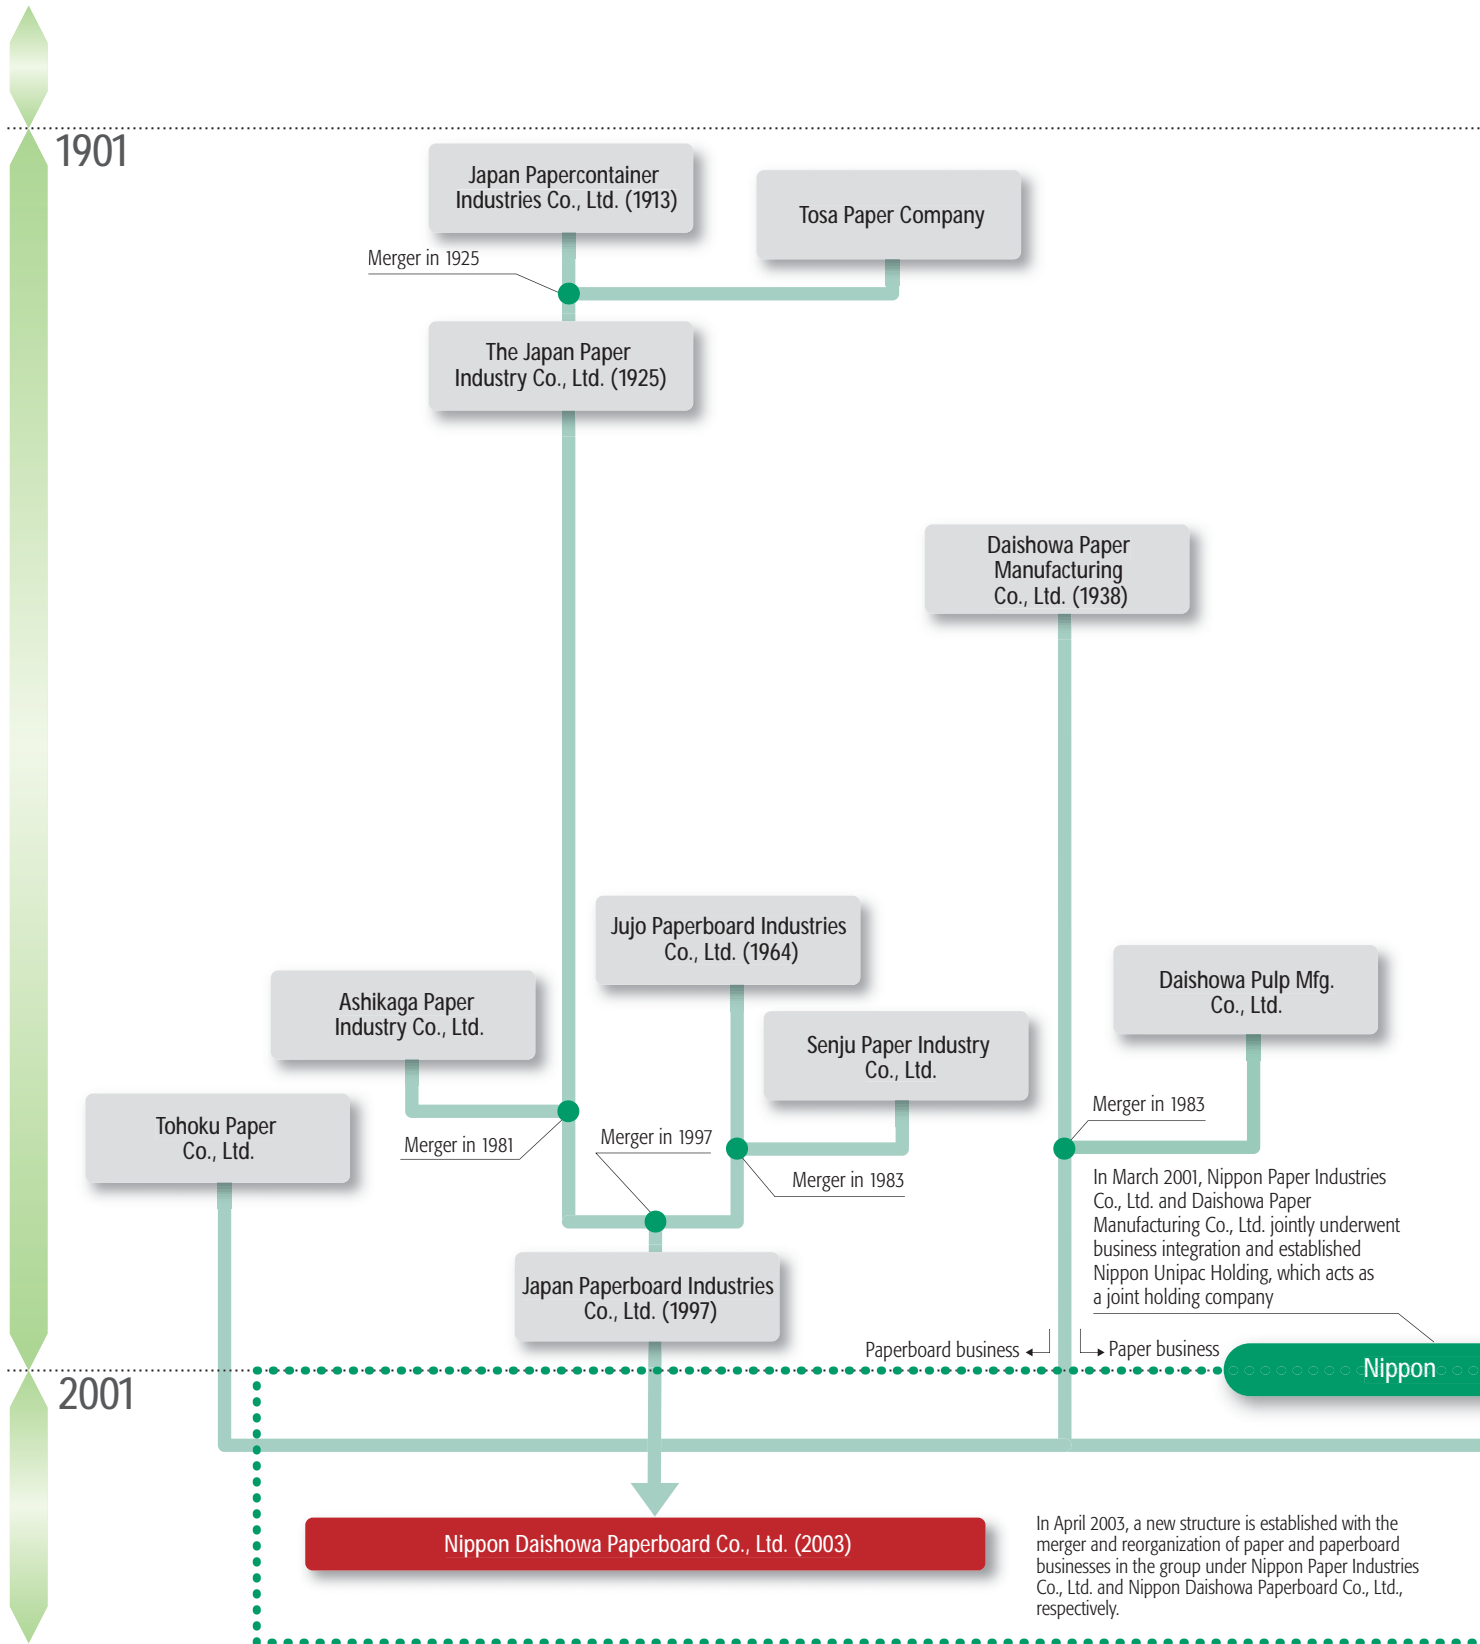 1901
Japan Papercontainer
Industries Co., Ltd. (1913)
Tosa Paper Company
Merger in 1925
The Japan Paper
Industry Co., Ltd. (1925)
Daishowa Paper
Manufacturing
Co., Ltd. (1938)
Jujo Paperboard Industries
Co., Ltd. (1964)
Daishowa Pulp Mfg.
Co., Ltd.
Ashikaga Paper
Industry Co., Ltd.
Senju Paper Industry
Co., Ltd.
Tohoku Paper
Co., Ltd.
Merger in 1981
Merger in 1997
Merger in 1983
Merger in 1983
In March 2001, Nippon Paper Industries
Co., Ltd. and Daishowa Paper
Manufacturing Co., Ltd. jointly underwent
business integration and established
Nippon Unipac Holding, which acts as
a joint holding company
Japan Paperboard Industries
Co., Ltd. (1997)
Paperboard business
Paper business
Nippon
2001
Nippon Daishowa Paperboard Co., Ltd. (2003)
In April 2003, a new structure is established with the
merger and reorganization of paper and paperboard
businesses in the group under Nippon Paper Industries
Co., Ltd. and Nippon Daishowa Paperboard Co., Ltd.,
respectively.